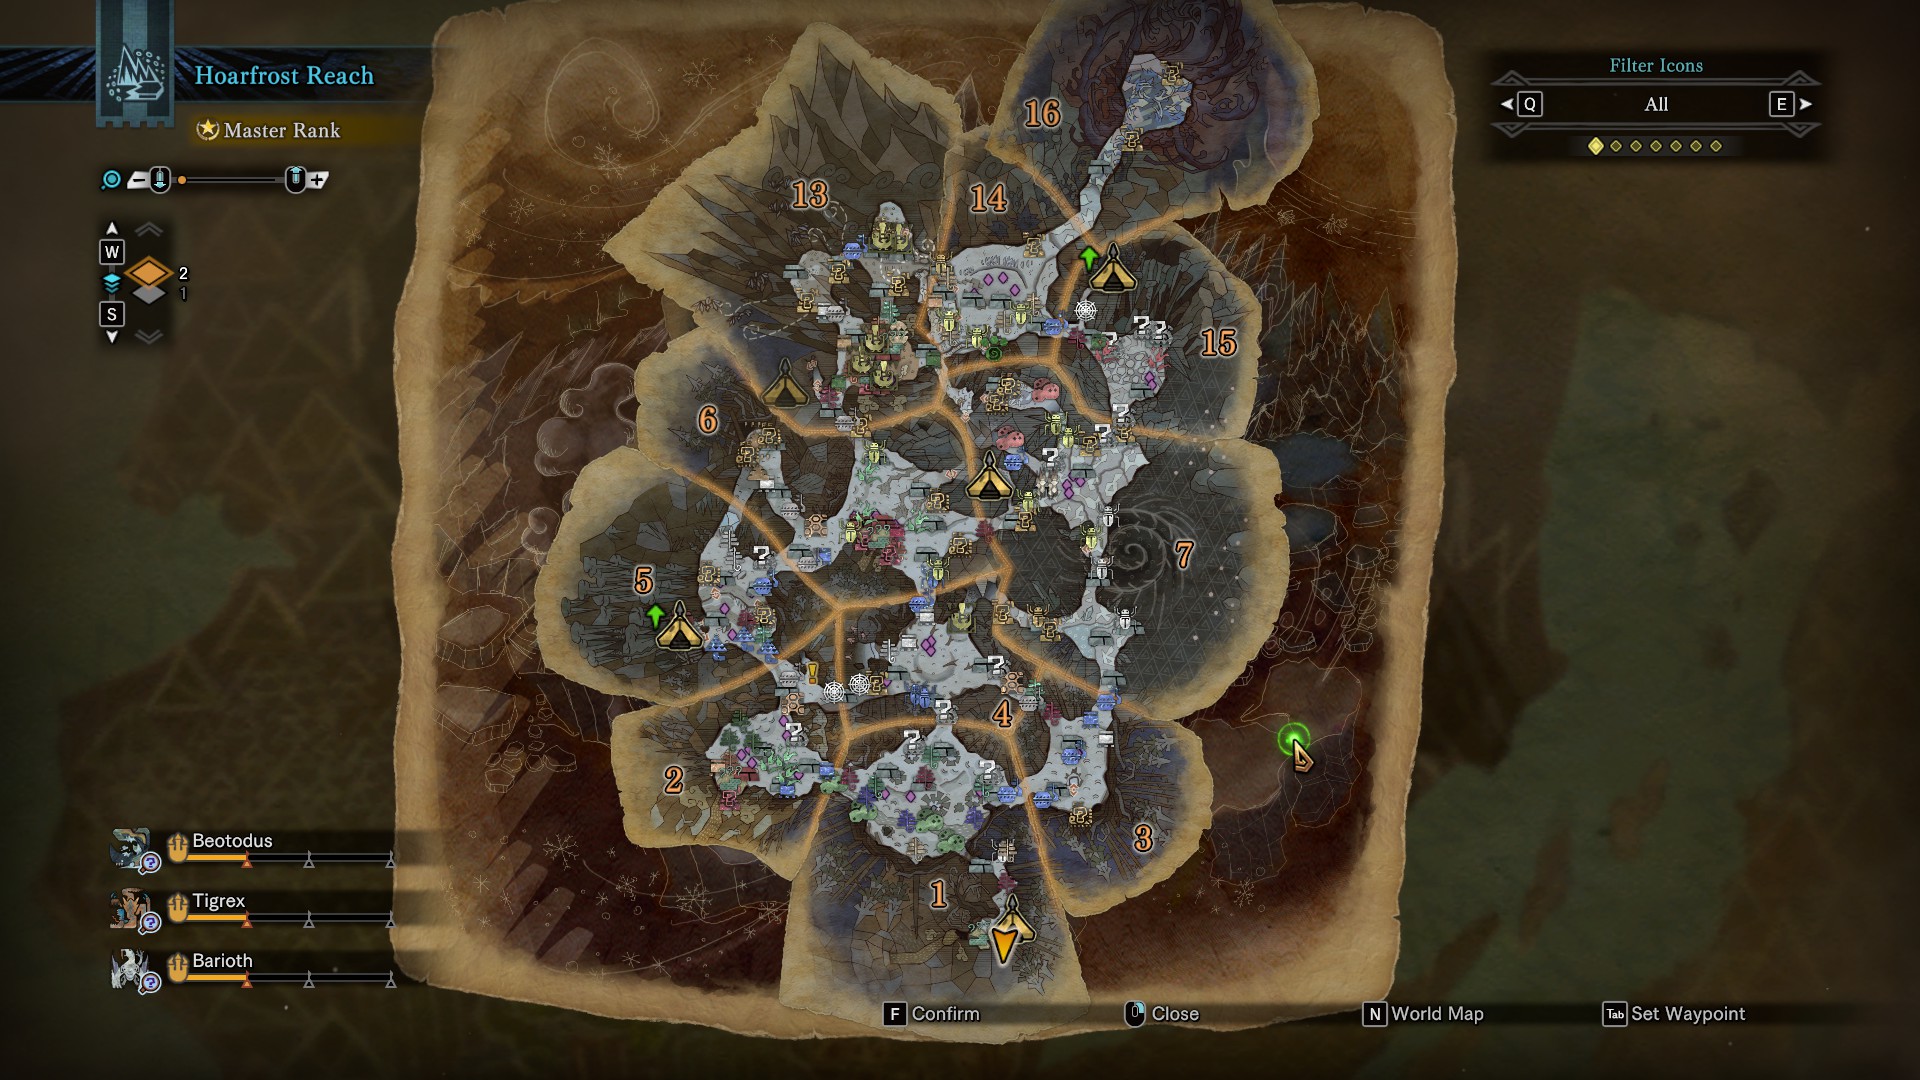 Hoarfrost Reach
Master Rank
Filter Icons
Q
All
E
W
2
1
S
16
13
14
15
6
5
7
4
2
3
1
Beotodus
Tigrex
Barioth
F Confirm
Close
N World Map
Tab Set Waypoint